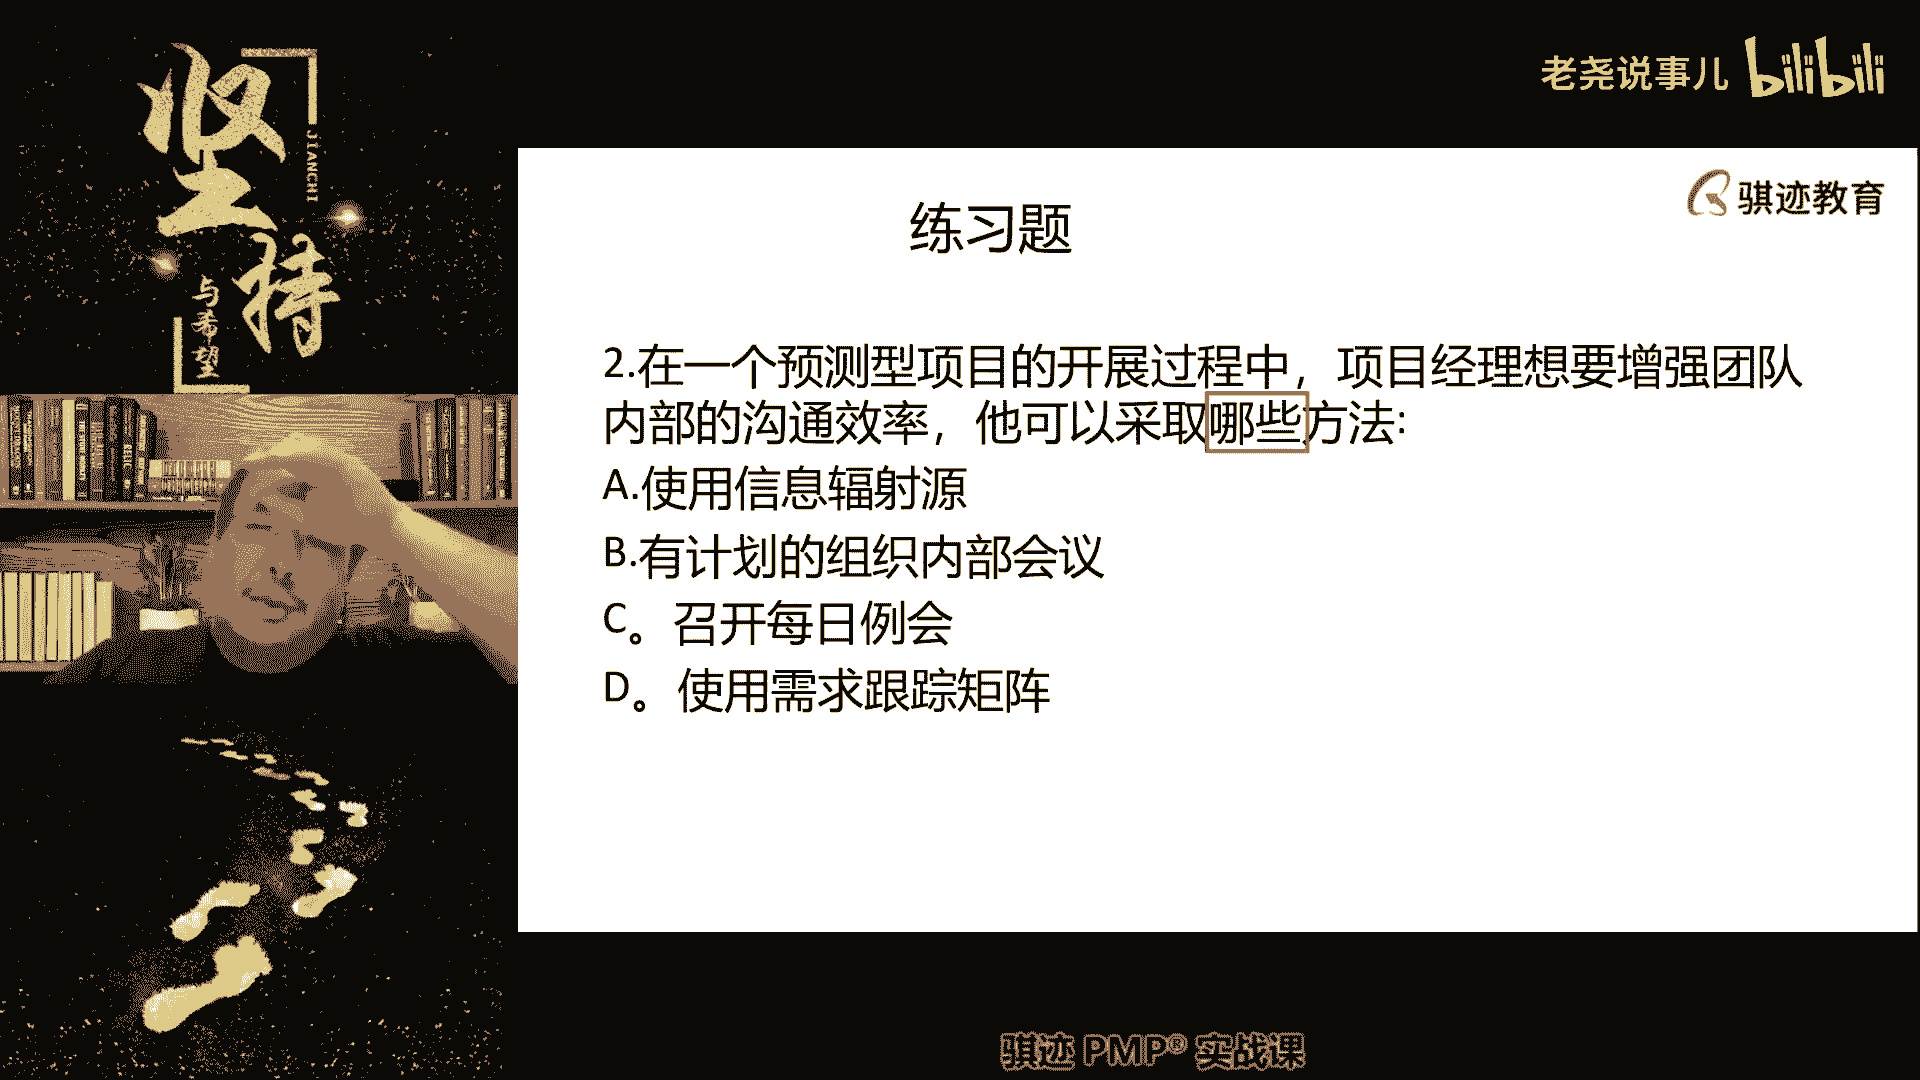 坚持
JIANCHI
与希望
老尧说事儿 bilibili
骐迹教育
练习题
2.在一个预测型项目的开展过程中，项目经理想要增强团队
内部的沟通效率，他可以采取哪些方法:
A.使用信息辐射源
B.有计划的组织内部会议
C。召开每日例会
D。使用需求跟踪矩阵
骐迹 PMP® 实战课